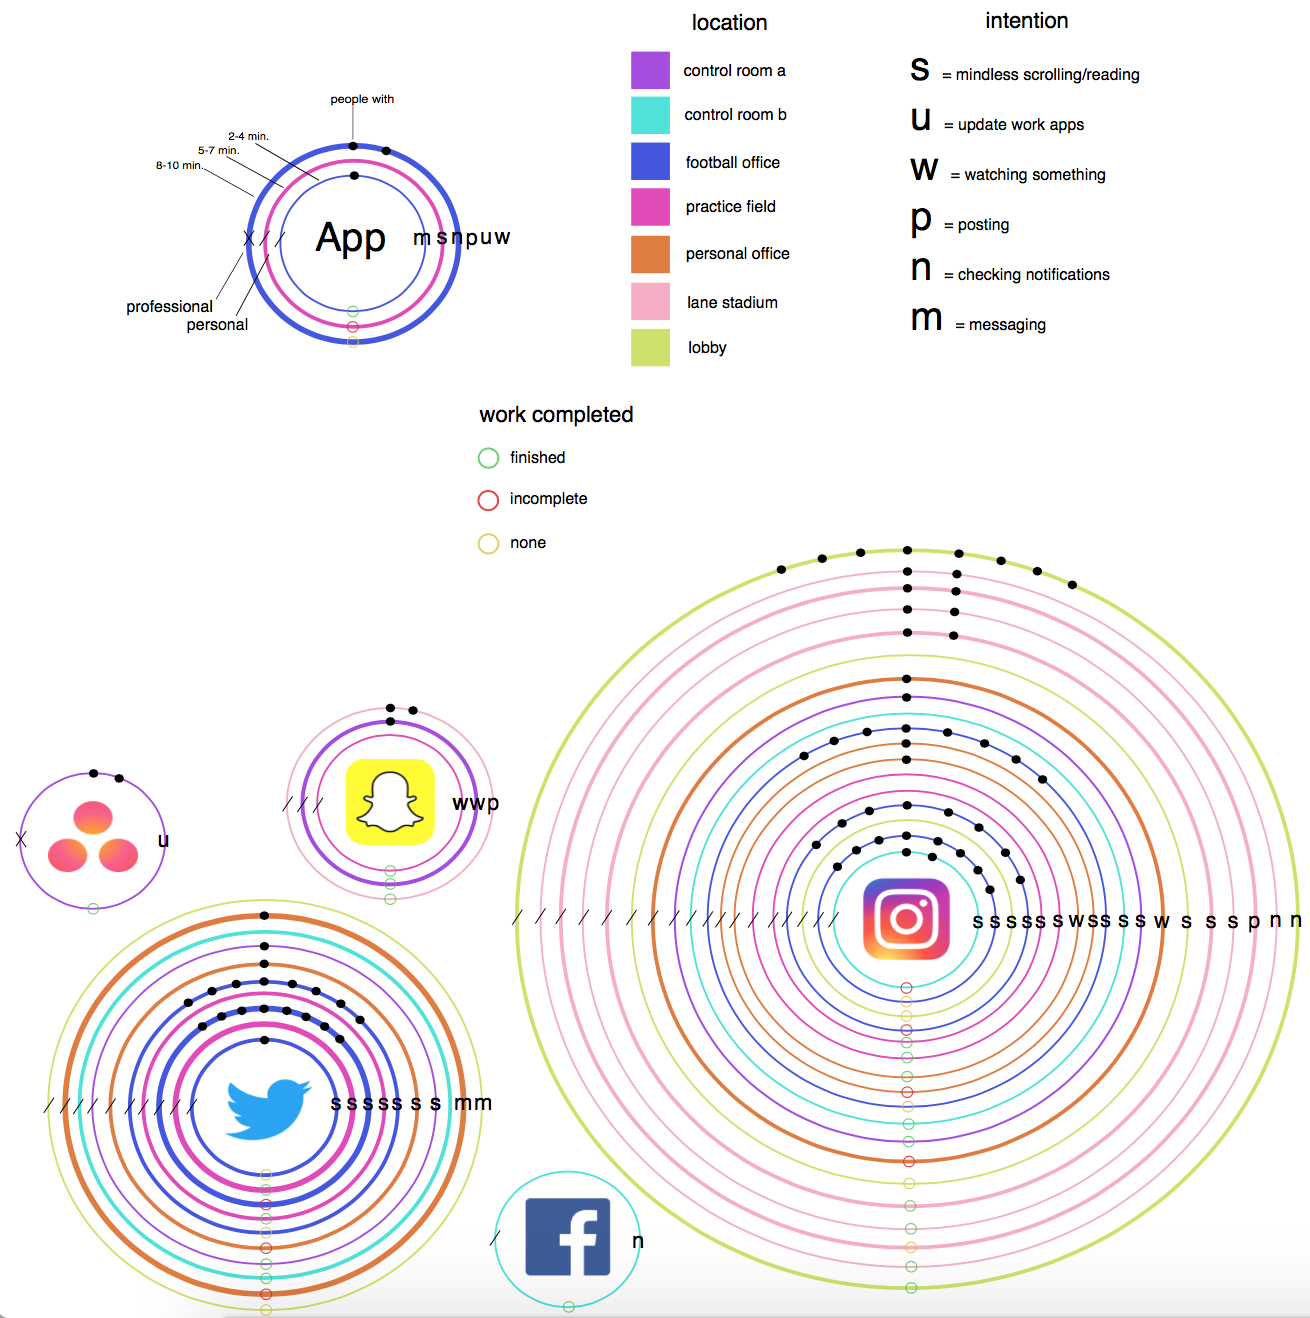 location
intention
control room a
control room b
football office
practice field
personal office
lane stadium
lobby
s = mindless scrolling/reading
u = update work apps
w = watching something
p = posting
n = checking notifications
m = messaging
people with
2-4 min.
5-7 min.
8-10 min.
App
m s n p u w
professional
personal
work completed
finished
incomplete
none
w w p
u
s s s s s s w s s s s w s s s p n n
s s s s s s s m m
f
n